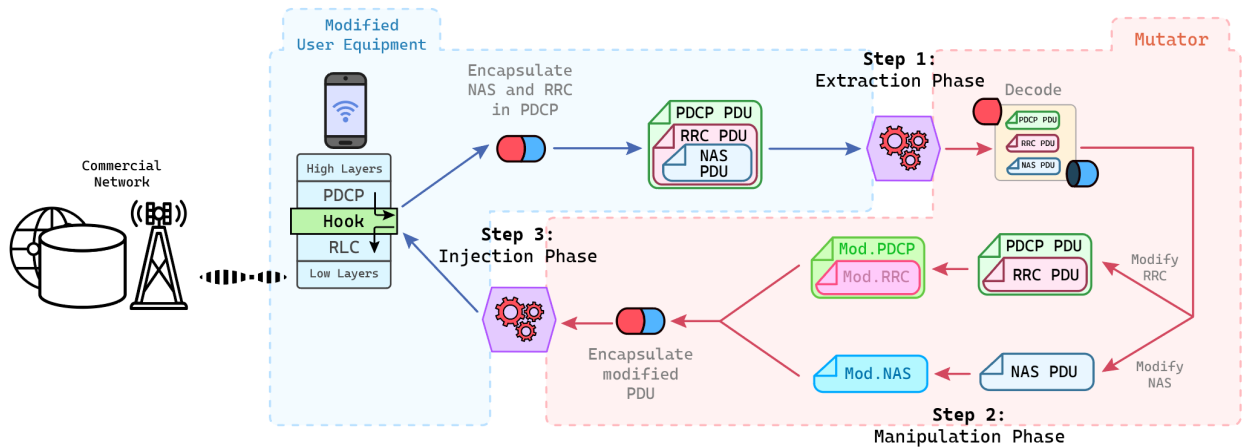 Modified
User Equipment
Mutator
Step 1:
Extraction Phase
Encapsulate
NAS and RRC
in PDCP
Decode
PDCP PDU
RRC PDU
NAS PDU
PDCP PDU
RRC PDU
NAS
PDU
Commercial
Network
High Layers
PDCP
Hook
RLC
Low Layers
Step 3:
Injection Phase
Mod.PDCP
Mod.RRC
PDCP PDU
RRC PDU
Modify
RRC
Encapsulate
modified
PDU
Mod.NAS
NAS PDU
Modify
NAS
Step 2:
Manipulation Phase